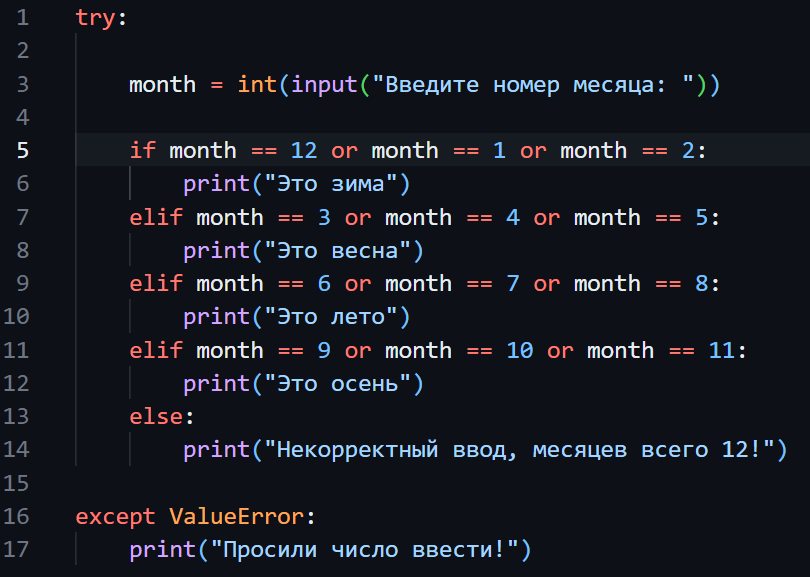 1 try:
2
3     month = int(input("Введите номер месяца: "))
4
5     if month == 12 or month == 1 or month == 2:
6         print("Это зима")
7     elif month == 3 or month == 4 or month == 5:
8         print("Это весна")
9     elif month == 6 or month == 7 or month == 8:
10         print("Это лето")
11     elif month == 9 or month == 10 or month == 11:
12         print("Это осень")
13     else:
14         print("Некорректный ввод, месяцев всего 12!")
15
16 except ValueError:
17     print("Просили число ввести!")